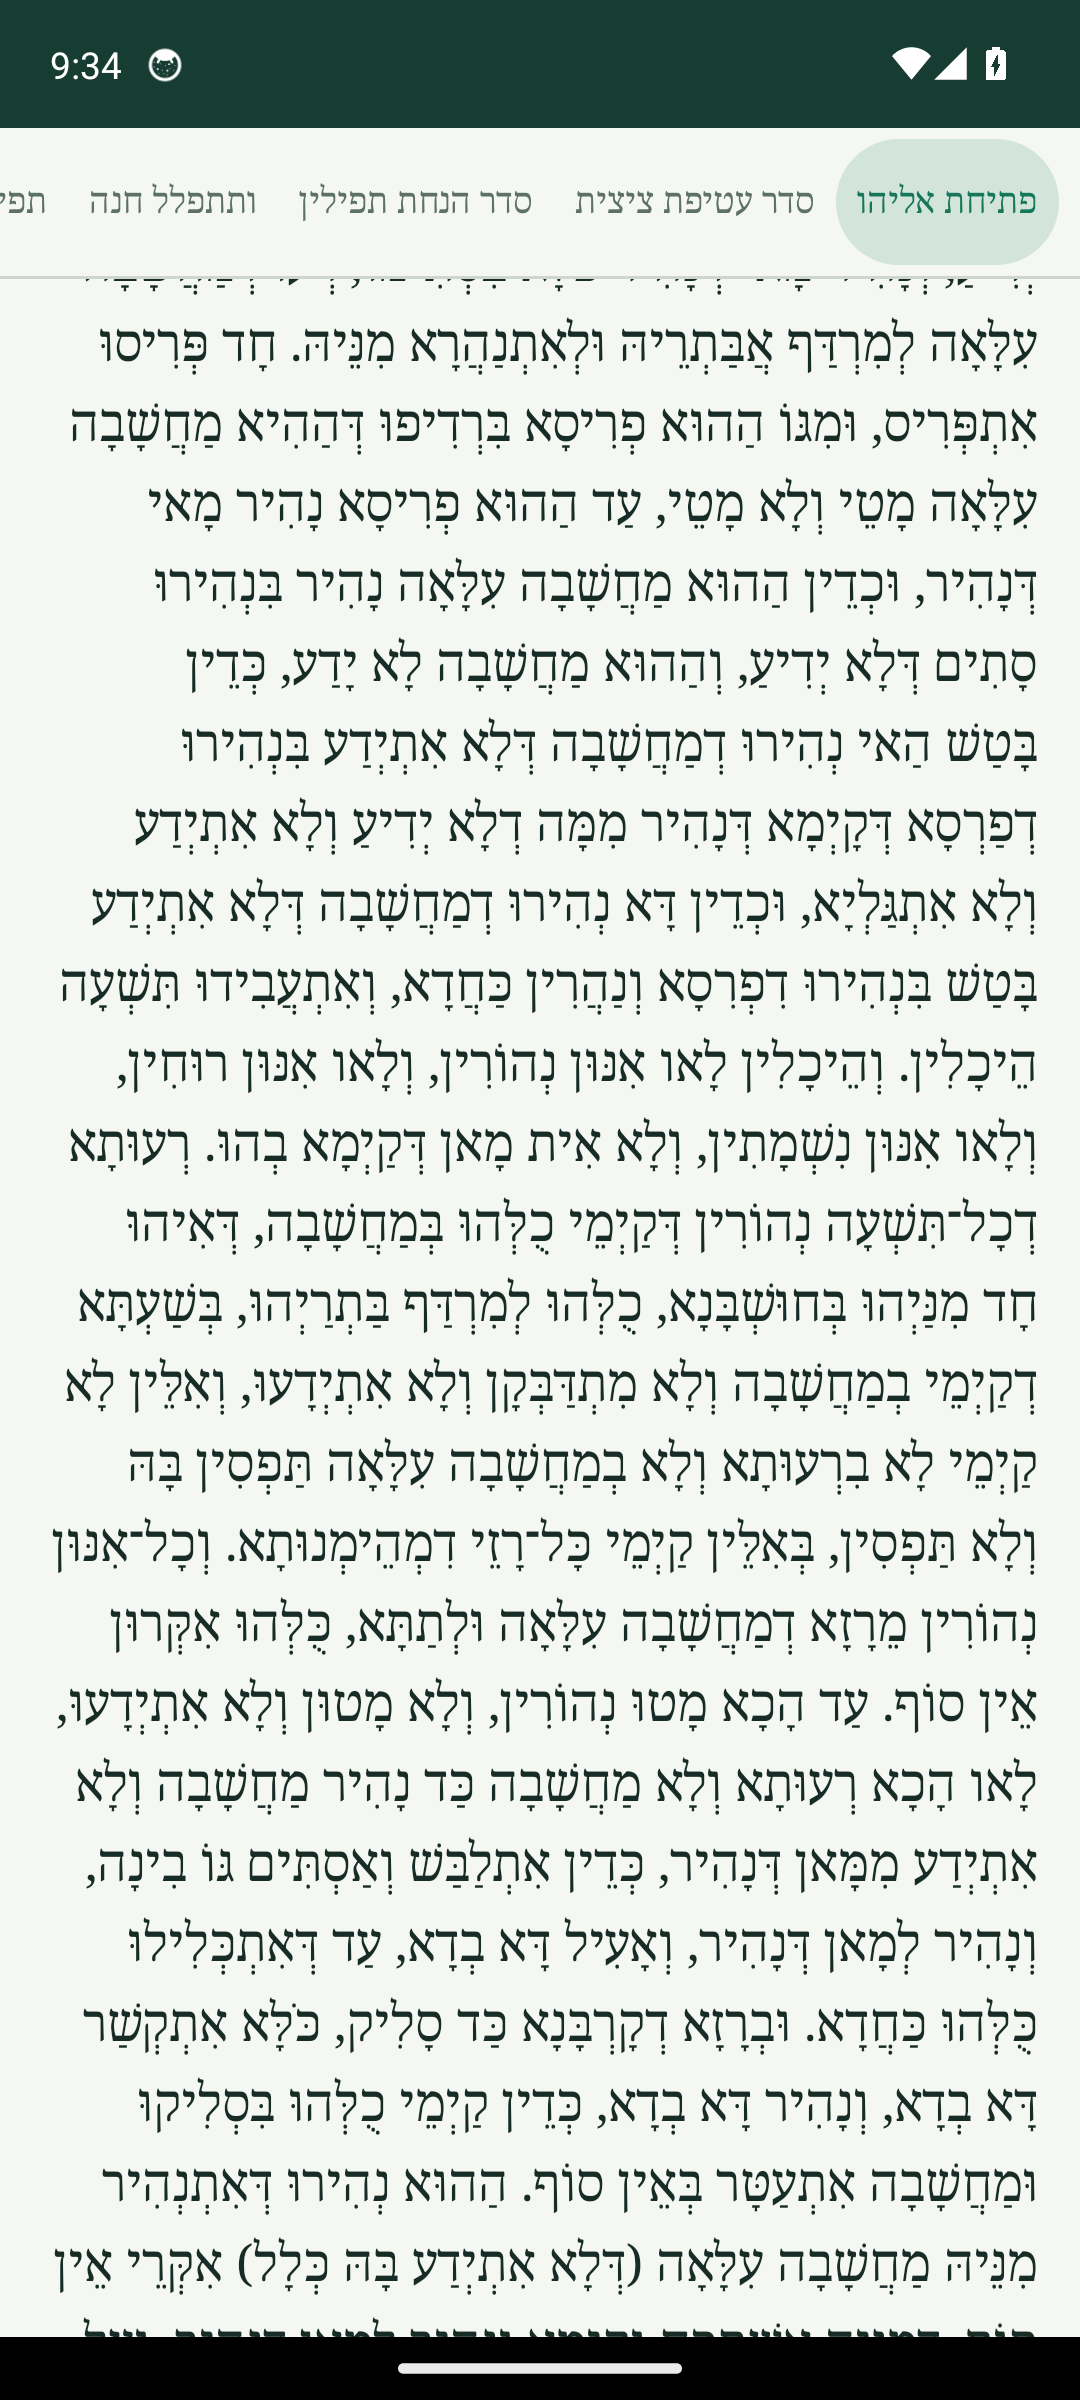 9:34
פתיחת אליהו סדר עטיפת ציצית סדר הנחת תפילין ותתפלל חנה תפי
עִלָּאָה לְמִרְדַּף אֲבַּתְרֵיהּ וּלְאִתְנַהֲרָא מִנֵּיהּ. חָד פְּרִיסוּ
אִתְפְּרִיס, וּמִגּוֹ הַהוּא פְּרִיסָא בִּרְדִיפוּ דְּהַהִיא מַחֲשָׁבָה
עִלָּאָה מָטֵי וְלָא מָטֵי, עַד הַהוּא פְּרִיסָא נָהִיר מָאי
דְּנָהִיר, וּכְדֵין הַהוּא מַחֲשָׁבָה עִלָּאָה נָהִיר בִּנְהִירוּ
סָתִים דְּלָא יְדִיעַ, וְהַהוּא מַחֲשָׁבָה לָא יָדַע, כְּדֵין
בָּטַשׁ הַאי נְהִירוּ דְמַחֲשָׁבָה דְּלָא אִתְיְדַע בִּנְהִירוּ
דְפַרְסָא דְּקָיְמָא דְּנָהִיר מִמָּה דְלָא יְדִיעַ וְלָא אִתְיְדַע
וְלָא אִתְגַּלְיָא, וּכְדֵין דָּא נְהִירוּ דְמַחֲשָׁבָה דְּלָא אִתְיְדַע
בָּטַשׁ בִּנְהִירוּ דִפְרִסָא וְנַהֲרִין כַּחֲדָא, וְאִתְעֲבִידוּ תִּשְׁעָה
הֵיכָלִין. וְהֵיכָלִין לָאו אִנּוּן נְהוֹרִין, וְלָאו אִנּוּן רוּחִין,
וְלָאו אִנּוּן נִשְׁמָתִין, וְלָא אִית מָאן דְּקַיְמָא בְהוּ. רְעוּתָא
דְכָל־תִּשְׁעָה נְהוֹרִין דְּקַיְמֵי כֻלְּהוּ בְּמַחֲשָׁבָה, דְּאִיהוּ
חָד מִנַּיְהוּ בְּחוּשְׁבָּנָא, כֻלְּהוּ לְמִרְדַּף בַּתְרַיְהוּ, בְּשַׁעְתָּא
דְקַיְמֵי בְמַחֲשָׁבָה וְלָא מִתְדַּבְּקָן וְלָא אִתְיְדָעוּ, וְאִלֵּין לָא
קַיְמֵי לָא בִרְעוּתָא וְלָא בְמַחֲשָׁבָה עִלָּאָה תַּפְסִין בָּהּ
וְלָא תַּפְסִין, בְּאִלֵּין קַיְמֵי כָּל־רָזֵי דִמְהֵימְנוּתָא. וְכָל־אִנּוּן
נְהוֹרִין מֵרָזָא דְמַחֲשָׁבָה עִלָּאָה וּלְתַתָּא, כֻּלְּהוּ אִקְּרוּן
אֵין סוֹף. עַד הָכָא מָטוּ נְהוֹרִין, וְלָא מָטוּן וְלָא אִתְיְדָעוּ,
לָאו הָכָא רְעוּתָא וְלָא מַחֲשָׁבָה כַּד נָהִיר מַחֲשָׁבָה וְלָא
אִתְיְדַע מִמָּאן דְּנָהִיר, כְּדֵין אִתְלַבַּשׁ וְאַסְתִּים גּוֹ בִינָה,
וְנָהִיר לְמָאן דְּנָהִיר, וְאָעִיל דָּא בְדָא, עַד דְּאִתְכְּלִילוּ
כֻּלְּהוּ כַּחֲדָא. וּבְרָזָא דְקָרְבָּנָא כַּד סָלִיק, כֹּלָּא אִתְקְשַׁר
דָּא בְדָא, וְנָהִיר דָּא בְדָא, כְּדֵין קַיְמֵי כֻלְּהוּ בִּסְלִיקוּ
וּמַחֲשָׁבָה אִתְעַטָּר בְּאֵין סוֹף. הַהוּא נְהִירוּ דְּאִתְנְהִיר
מִנֵּיהּ מַחֲשָׁבָה עִלָּאָה (דְּלָא אִתְיְדַע בָּהּ כְּלָל) אִקְּרֵי אֵין